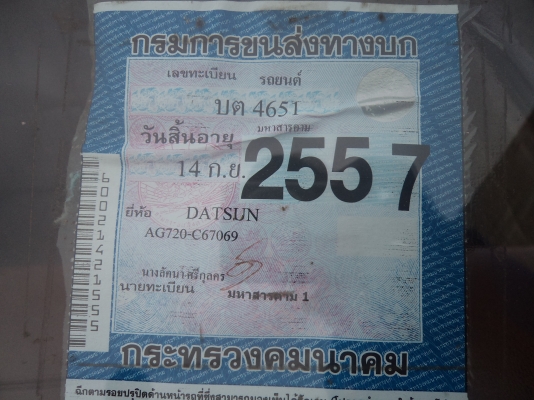 กรมการขนส่งทางบก
เลขทะเบียน รถยนต์
บต 4651
มหาสารคาม
วันสิ้นอายุ
14 ก.ย. 2557
ยี่ห้อ DATSUN
AG720-C67069
นายทะเบียน มหาสารคาม 1
6002142155
กระทรวงคมนาคม